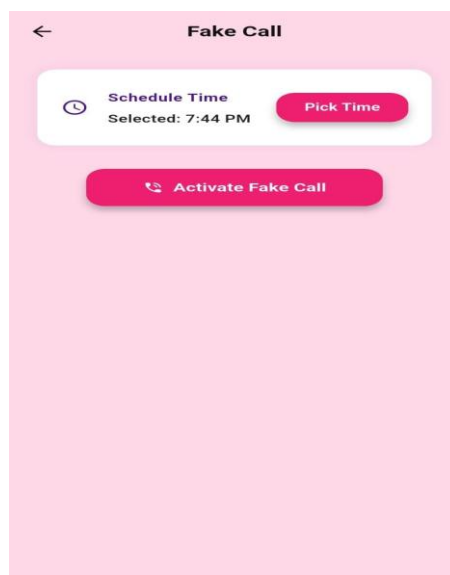 Fake Call
Schedule Time
Selected: 7:44 PM
Pick Time
Activate Fake Call